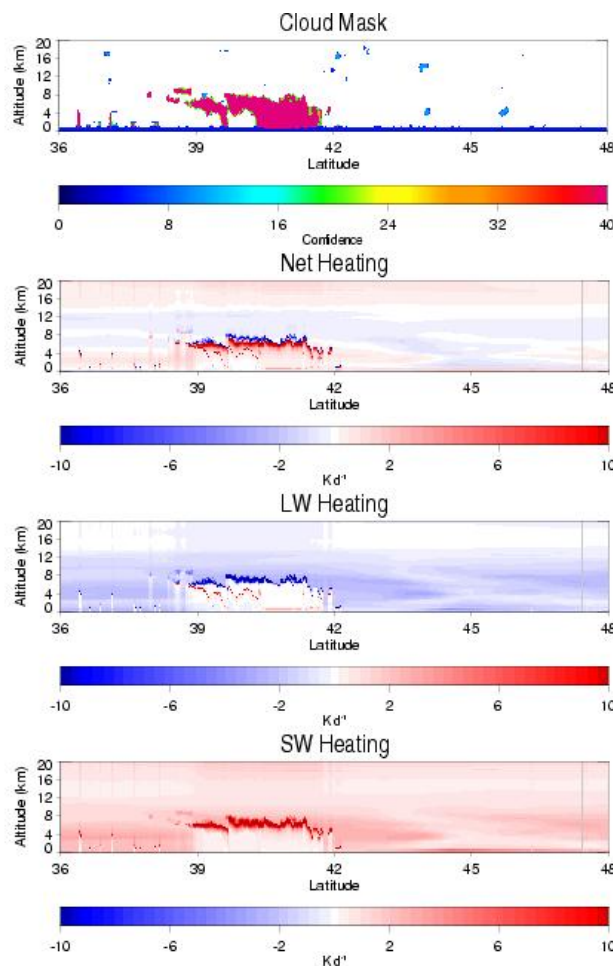 Cloud Mask
Altitude (km)
20
16
12
8
4
0
36 39 42 45 48
Latitude
0 8 16 24 32 40
Confidence
Net Heating
Altitude (km)
20
16
12
8
4
0
36 39 42 45 48
Latitude
-10 -6 -2 2 6 10
K d⁻¹
LW Heating
Altitude (km)
20
16
12
8
4
0
36 39 42 45 48
Latitude
-10 -6 -2 2 6 10
K d⁻¹
SW Heating
Altitude (km)
20
16
12
8
4
0
36 39 42 45 48
Latitude
-10 -6 -2 2 6 10
K d⁻¹